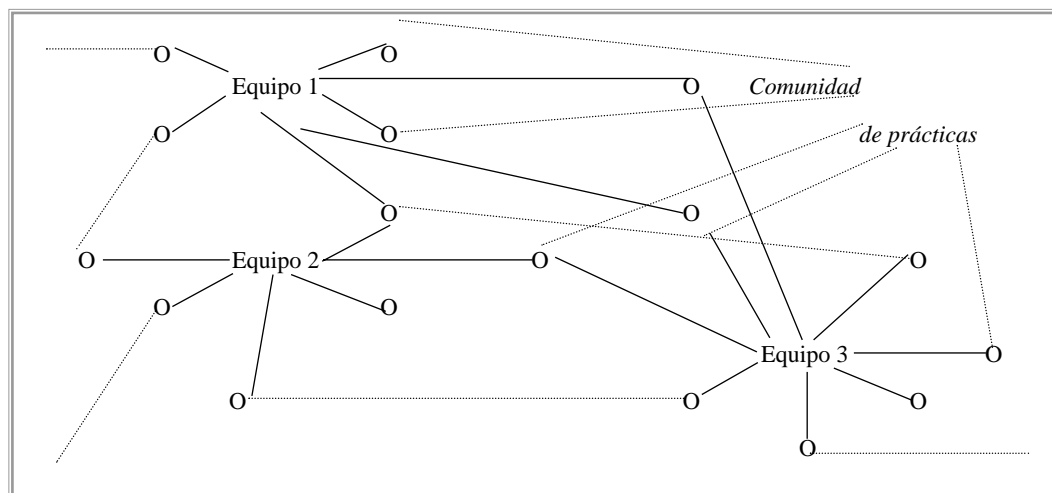 O O
Equipo 1 O Comunidad
O O de prácticas
O O
O Equipo 2 O O
O O
Equipo 3 O
O O O
O